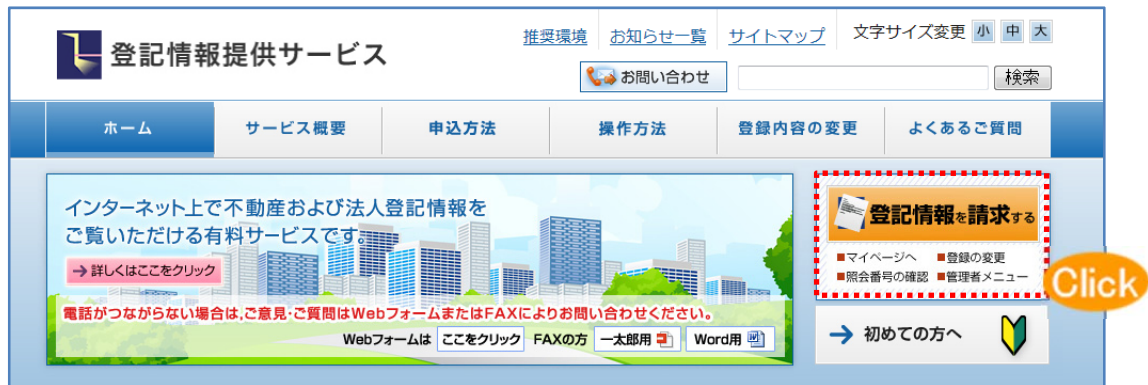 登記情報提供サービス
推奨環境 お知らせ一覧 サイトマップ 文字サイズ変更 小 中 大
お問い合わせ 検索
ホーム サービス概要 申込方法 操作方法 登録内容の変更 よくあるご質問
インターネット上で不動産および法人登記情報を
ご覧いただける有料サービスです。
→詳しくはここをクリック
電話がつながらない場合は、ご意見・ご質問はWebフォームまたはFAXによりお問い合わせください。
Webフォームは ここをクリック FAXの方 一太郎用 Word用
登記情報を請求する
■マイページへ ■登録の変更
■照会番号の確認 ■管理者メニュー
Click
→ 初めての方へ